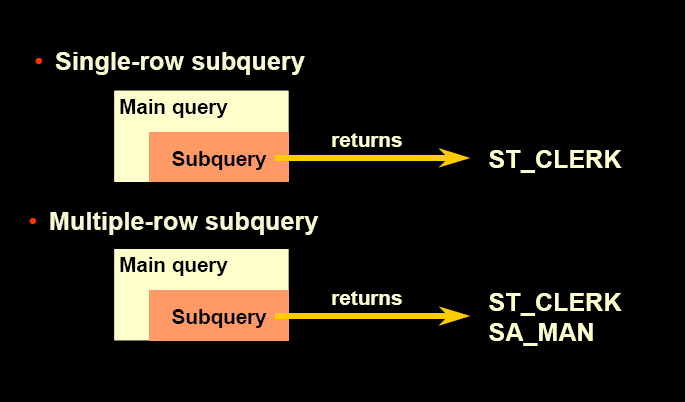 • Single-row subquery
Main query
Subquery
returns
ST_CLERK
• Multiple-row subquery
Main query
Subquery
returns
ST_CLERK
SA_MAN